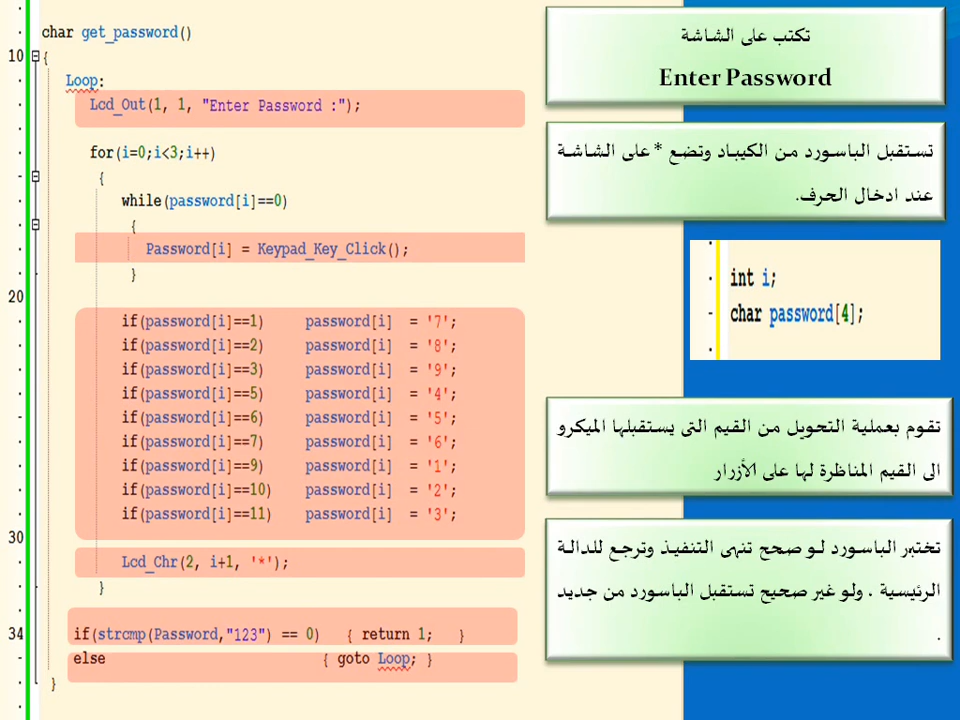 char get_password()
10 {
Loop:
Lcd_Out(1, 1, "Enter Password :");
for(i=0;i<3;i++)
{
while(password[i]==0)
{
Password[i] = Keypad_Key_Click();
}
20
if(password[i]==1) password[i] = '7';
if(password[i]==2) password[i] = '8';
if(password[i]==3) password[i] = '9';
if(password[i]==5) password[i] = '4';
if(password[i]==6) password[i] = '5';
if(password[i]==7) password[i] = '6';
if(password[i]==9) password[i] = '1';
if(password[i]==10) password[i] = '2';
if(password[i]==11) password[i] = '3';
30
Lcd_Chr(2, i+1, '*');
}
34 if(strcmp(Password,"123") == 0) { return 1; }
else { goto Loop; }
}
تكتب على الشاشة
Enter Password
تستقبل الباسورد من الكيباد وتضع * على الشاشة
عند ادخال الحرف.
int i;
char password[4];
تقوم بعملية التحويل من القيم التى يستقبلها الميكرو
الى القيم المناظرة لها على الأزرار
تختبر الباسورد لو صحح تنهى التنفيذ وترجع للدالة
الرئيسية . ولو غير صحيح تستقبل الباسورد من جديد
.